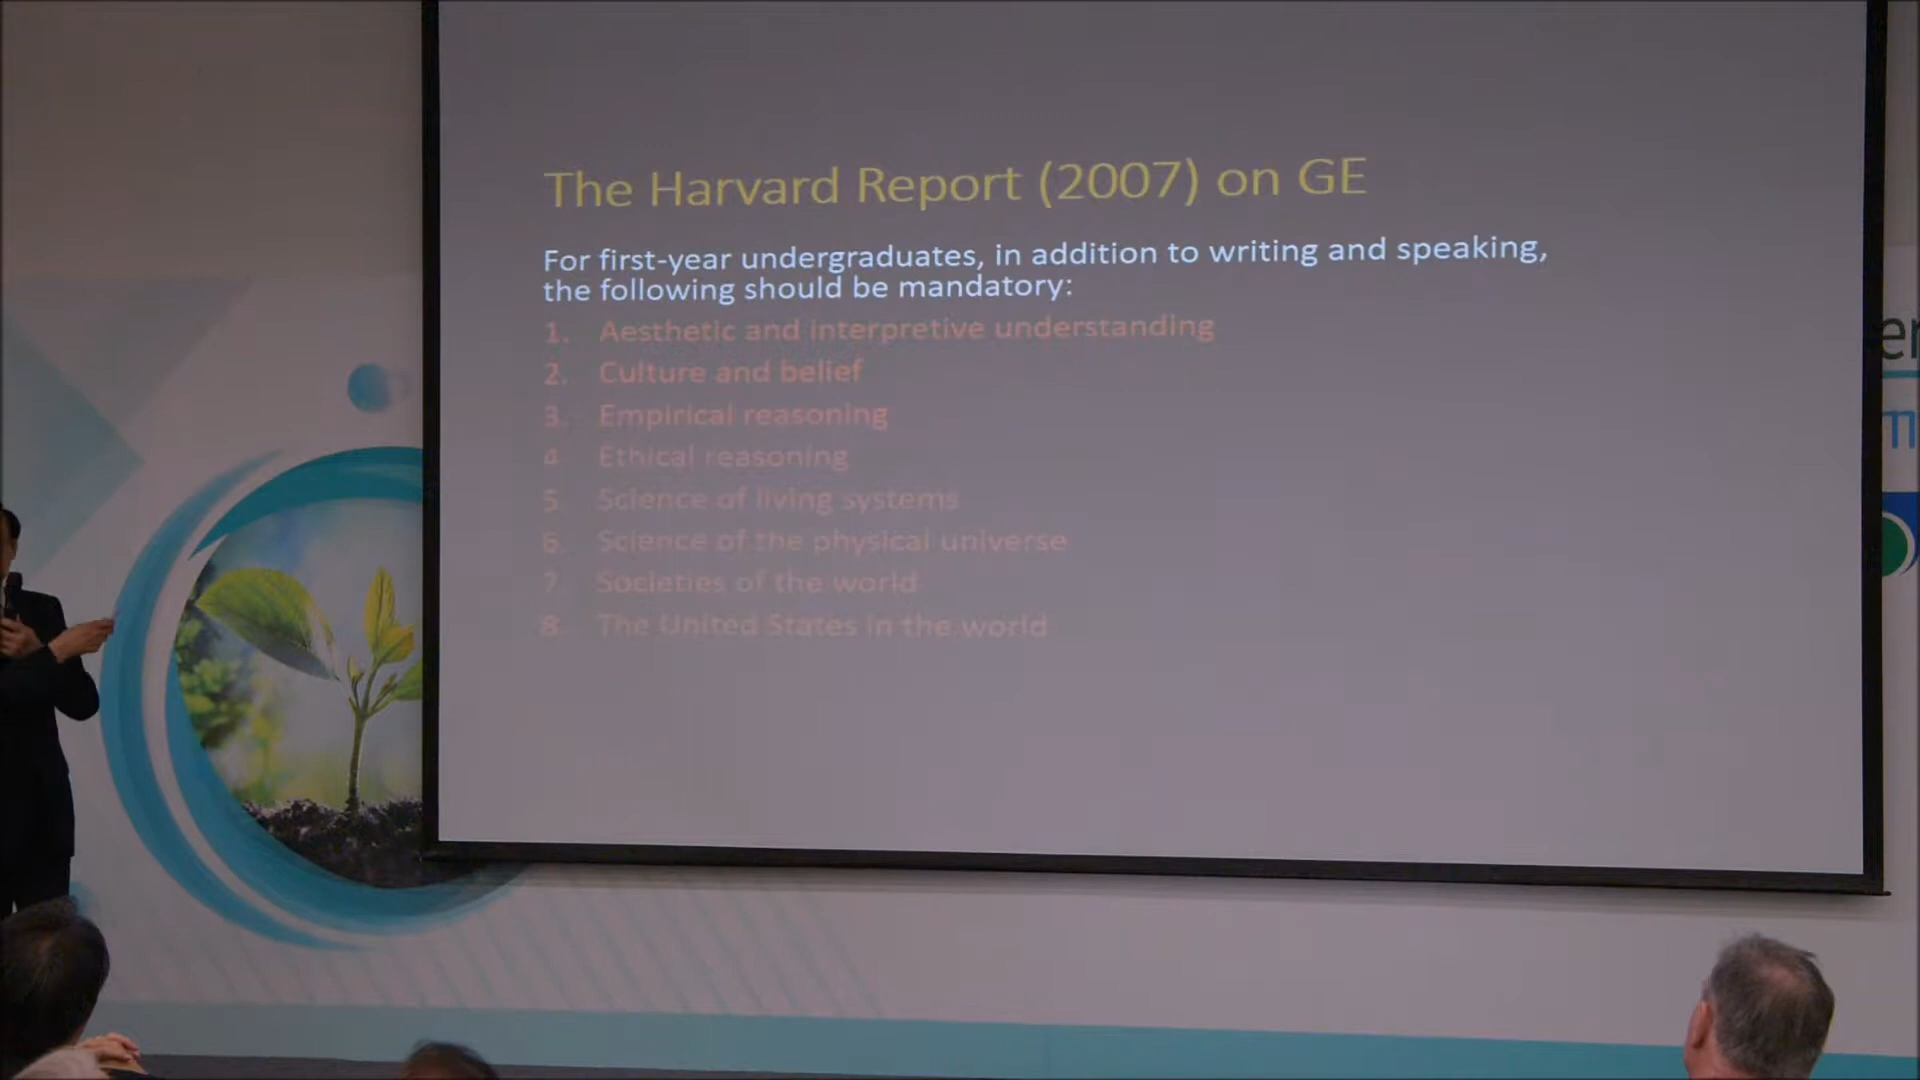 The Harvard Report (2007) on GE
For first-year undergraduates, in addition to writing and speaking,
the following should be mandatory:
1. Aesthetic and interpretive understanding
2. Culture and belief
3. Empirical reasoning
4 Ethical reasoning
5 Science of living systems
6. Science of the physical universe
7. Societies of the world
8. The United States in the world
er
m